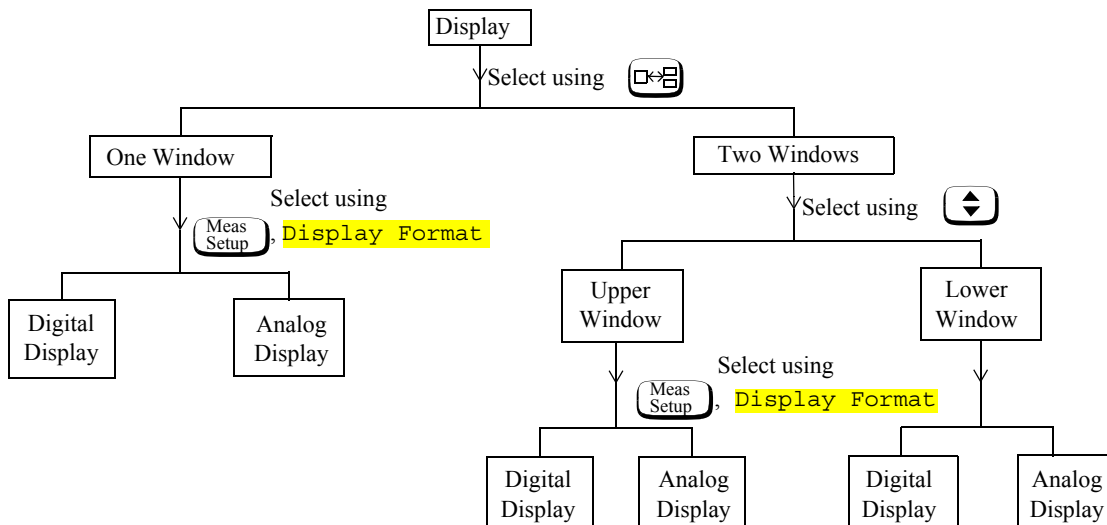 Display
Select using
One Window
Two Windows
Select using
Meas
Setup
, Display Format
Select using
Digital
Display
Analog
Display
Upper
Window
Lower
Window
Select using
Meas
Setup
, Display Format
Digital
Display
Analog
Display
Digital
Display
Analog
Display